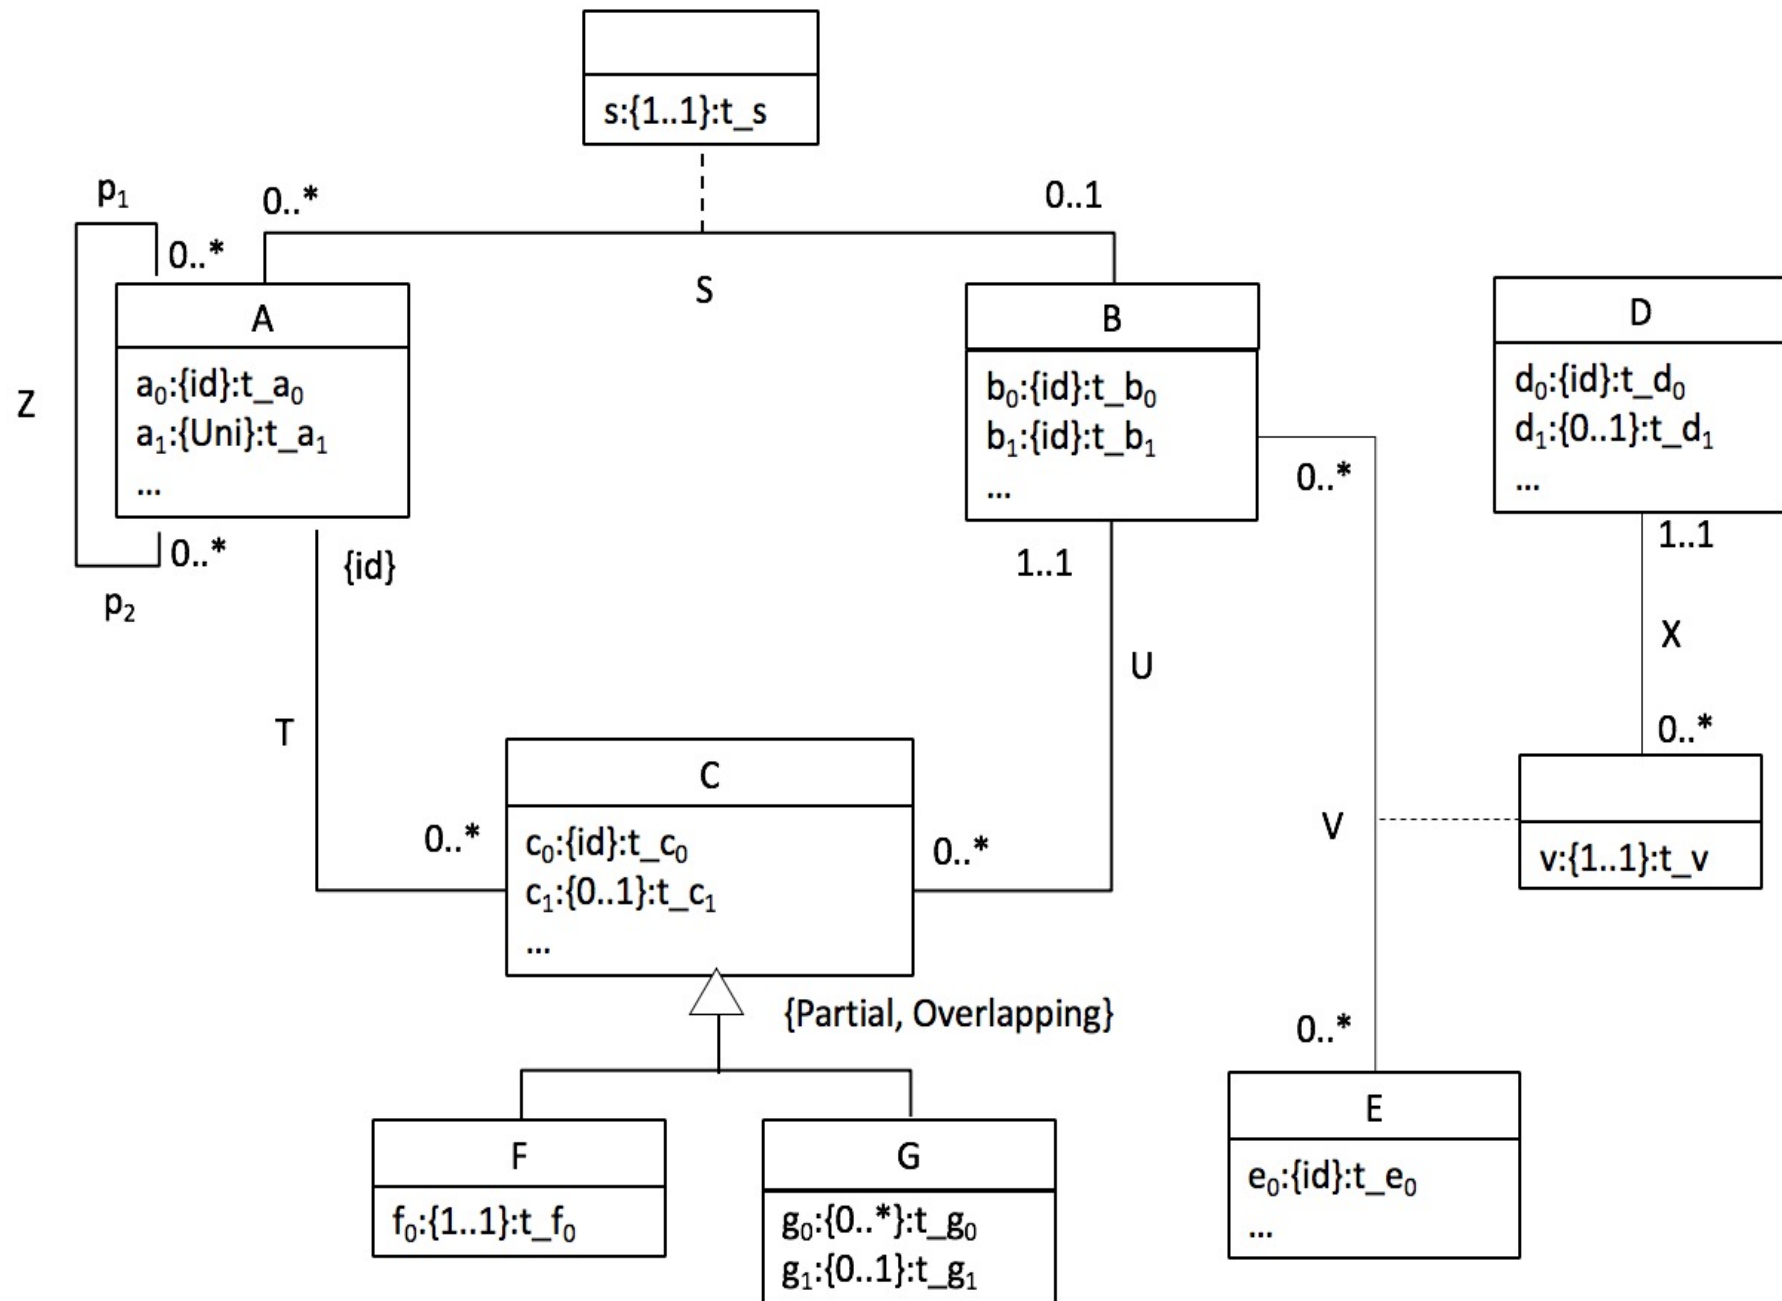 s:{1..1}:t_s
p₁
0..*
0..1
0..*
S
A
B
D
Z
a₀:{id}:t_a₀
a₁:{Uni}:t_a₁
...
b₀:{id}:t_b₀
b₁:{id}:t_b₁
...
d₀:{id}:t_d₀
d₁:{0..1}:t_d₁
...
0..*
0..*
{id}
1..1
1..1
p₂
X
U
T
0..*
C
V
0..*
0..*
c₀:{id}:t_c₀
c₁:{0..1}:t_c₁
...
v:{1..1}:t_v
{Partial, Overlapping}
0..*
E
F
G
e₀:{id}:t_e₀
...
f₀:{1..1}:t_f₀
g₀:{0..*}:t_g₀
g₁:{0..1}:t_g₁